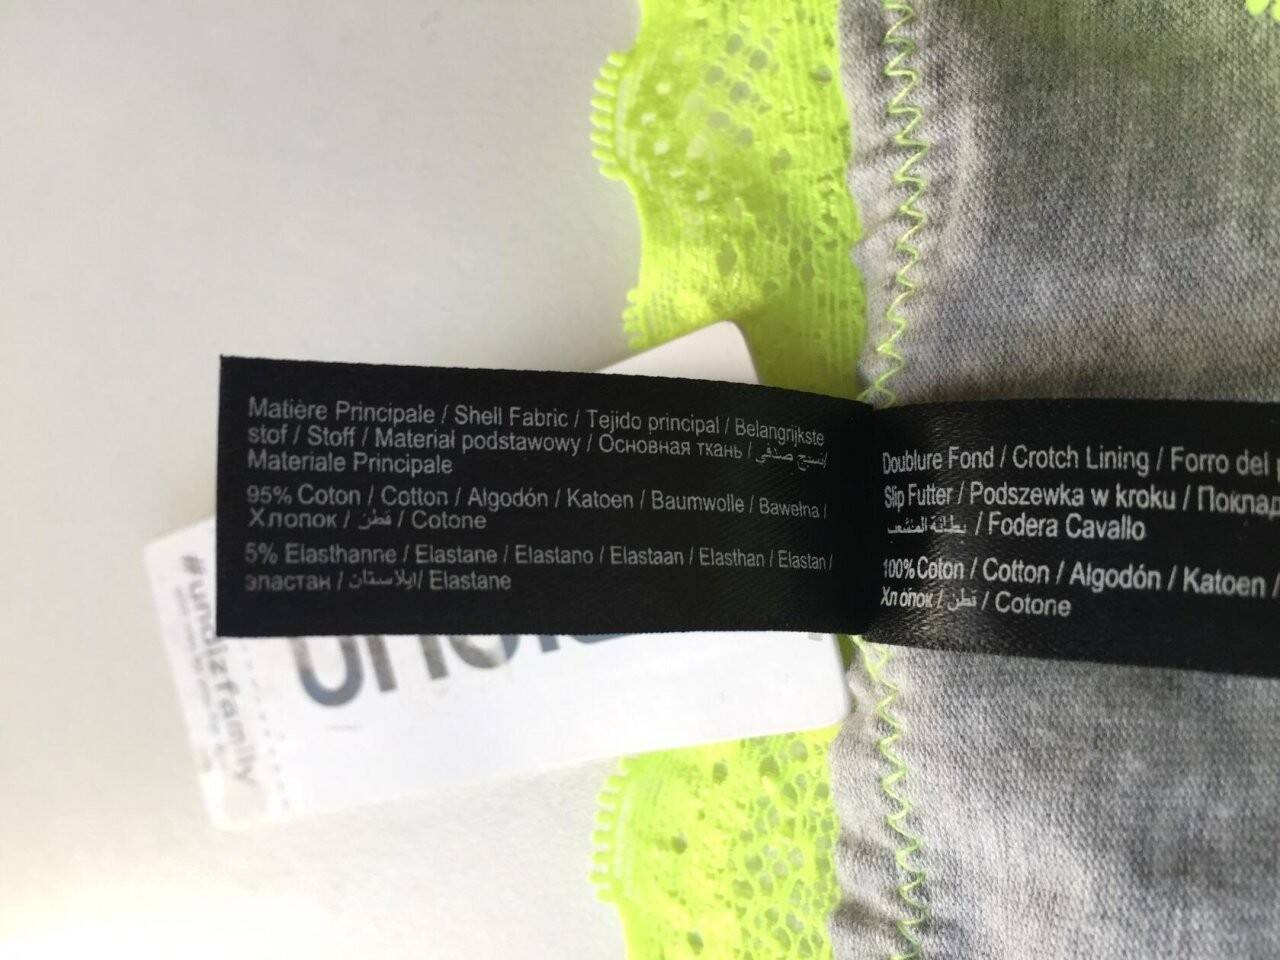 Matière Principale / Shell Fabric / Tejido principal / Belangrijkste
stof / Stoff / Materiał podstawowy / Основная ткань / نسيج صدفي /
Materiale Principale
95% Coton / Cotton / Algodón / Katoen / Baumwolle / Bawełna /
Хлопок / قطن / Cotone
5% Elasthanne / Elastane / Elastano / Elastaan / Elasthan / Elastan /
эластан / إيلاستان / Elastane
Doublure Fond / Crotch Lining / Forro del
Slip Futter / Podszewka w kroku /
بطانة المنشعب / Fodera Cavallo
100% Coton / Cotton / Algodón / Katoen /
Хлопок / قطن / Cotone
#undizfamily